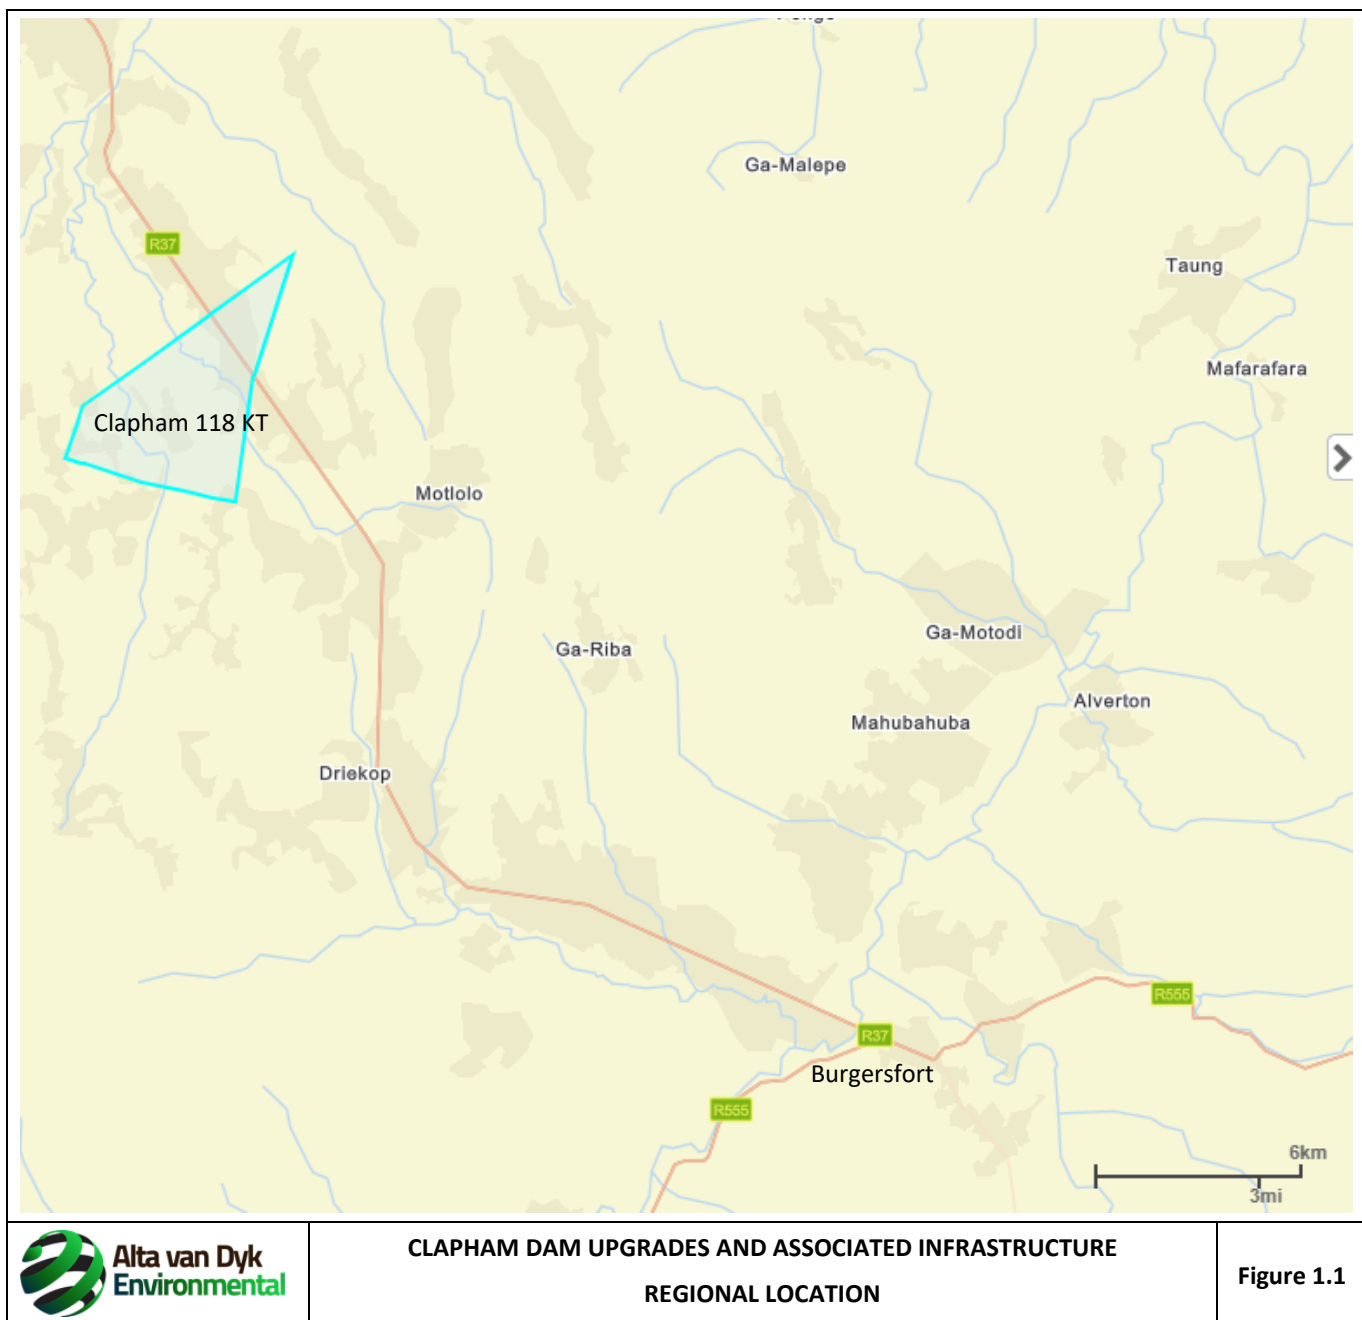 Ga-Malepe
R37
Taung
Mafarafara
Clapham 118 KT
Motlolo
Ga-Motodi
Ga-Riba
Alverton
Mahubahuba
Driekop
R555
R37
Burgersfort
R555
6km
3mi
Alta van Dyk
Environmental
CLAPHAM DAM UPGRADES AND ASSOCIATED INFRASTRUCTURE
REGIONAL LOCATION
Figure 1.1